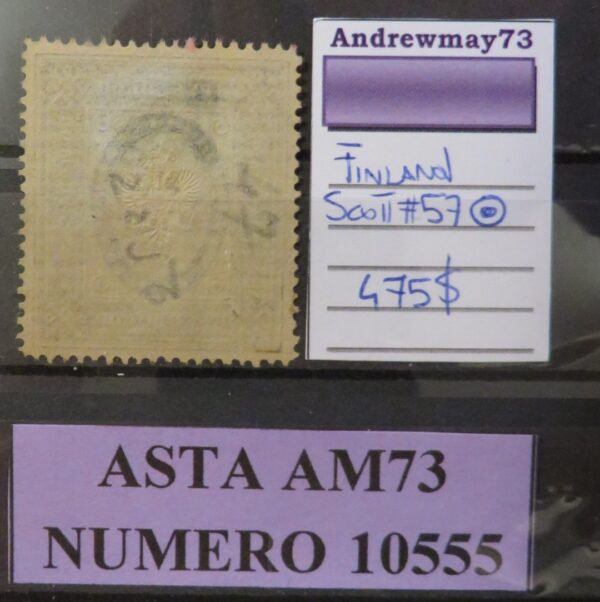 Andrewmay73
FINLAND
SCOTT #57
475$
ASTA AM73
NUMERO 10555